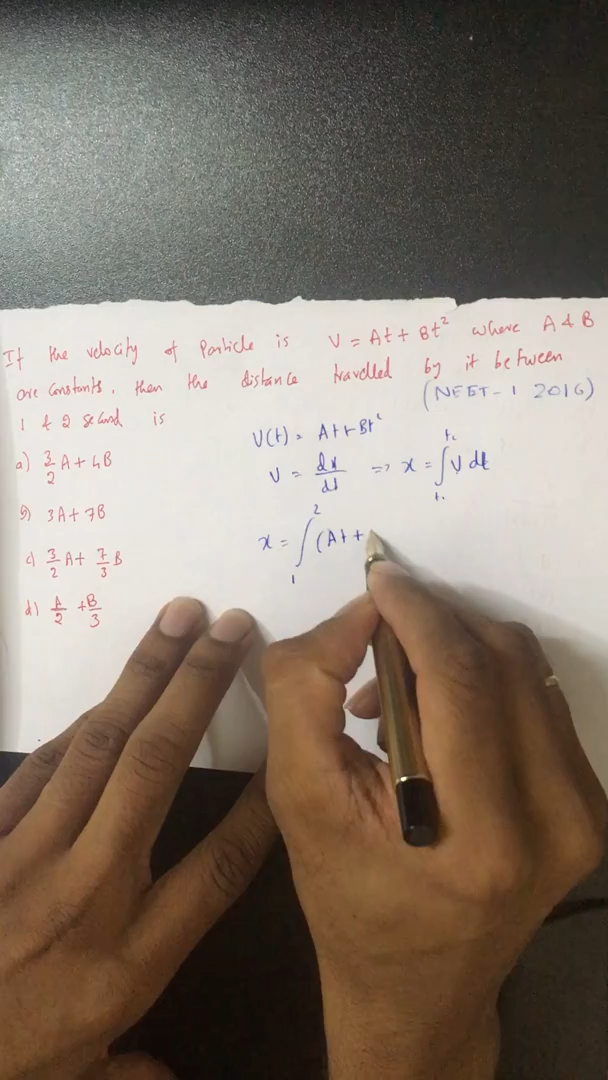 If the velocity of Particle is V = At + Bt² where A & B
are constants. then the distance travelled by it between
1 & 2 second is (NEET-1 2016)
a) 3/2 A + 4B
b) 3A + 7B
c) 3/2 A + 7/3 B
d) A/2 + B/3
V(t) = At + Bt²
V = dx/dt => x = ∫ V dt
x = ∫₁² (At +